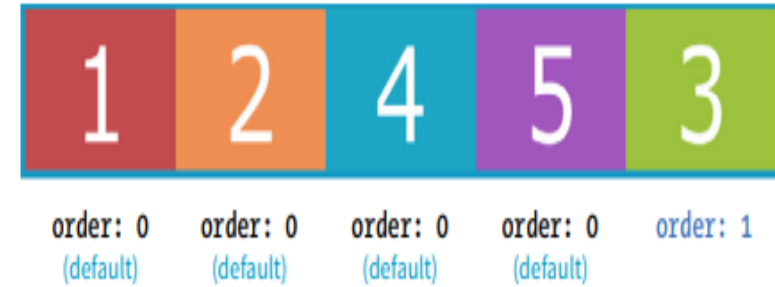 1 2 4 5 3
order: 0 order: 0 order: 0 order: 0 order: 1
(default) (default) (default) (default)